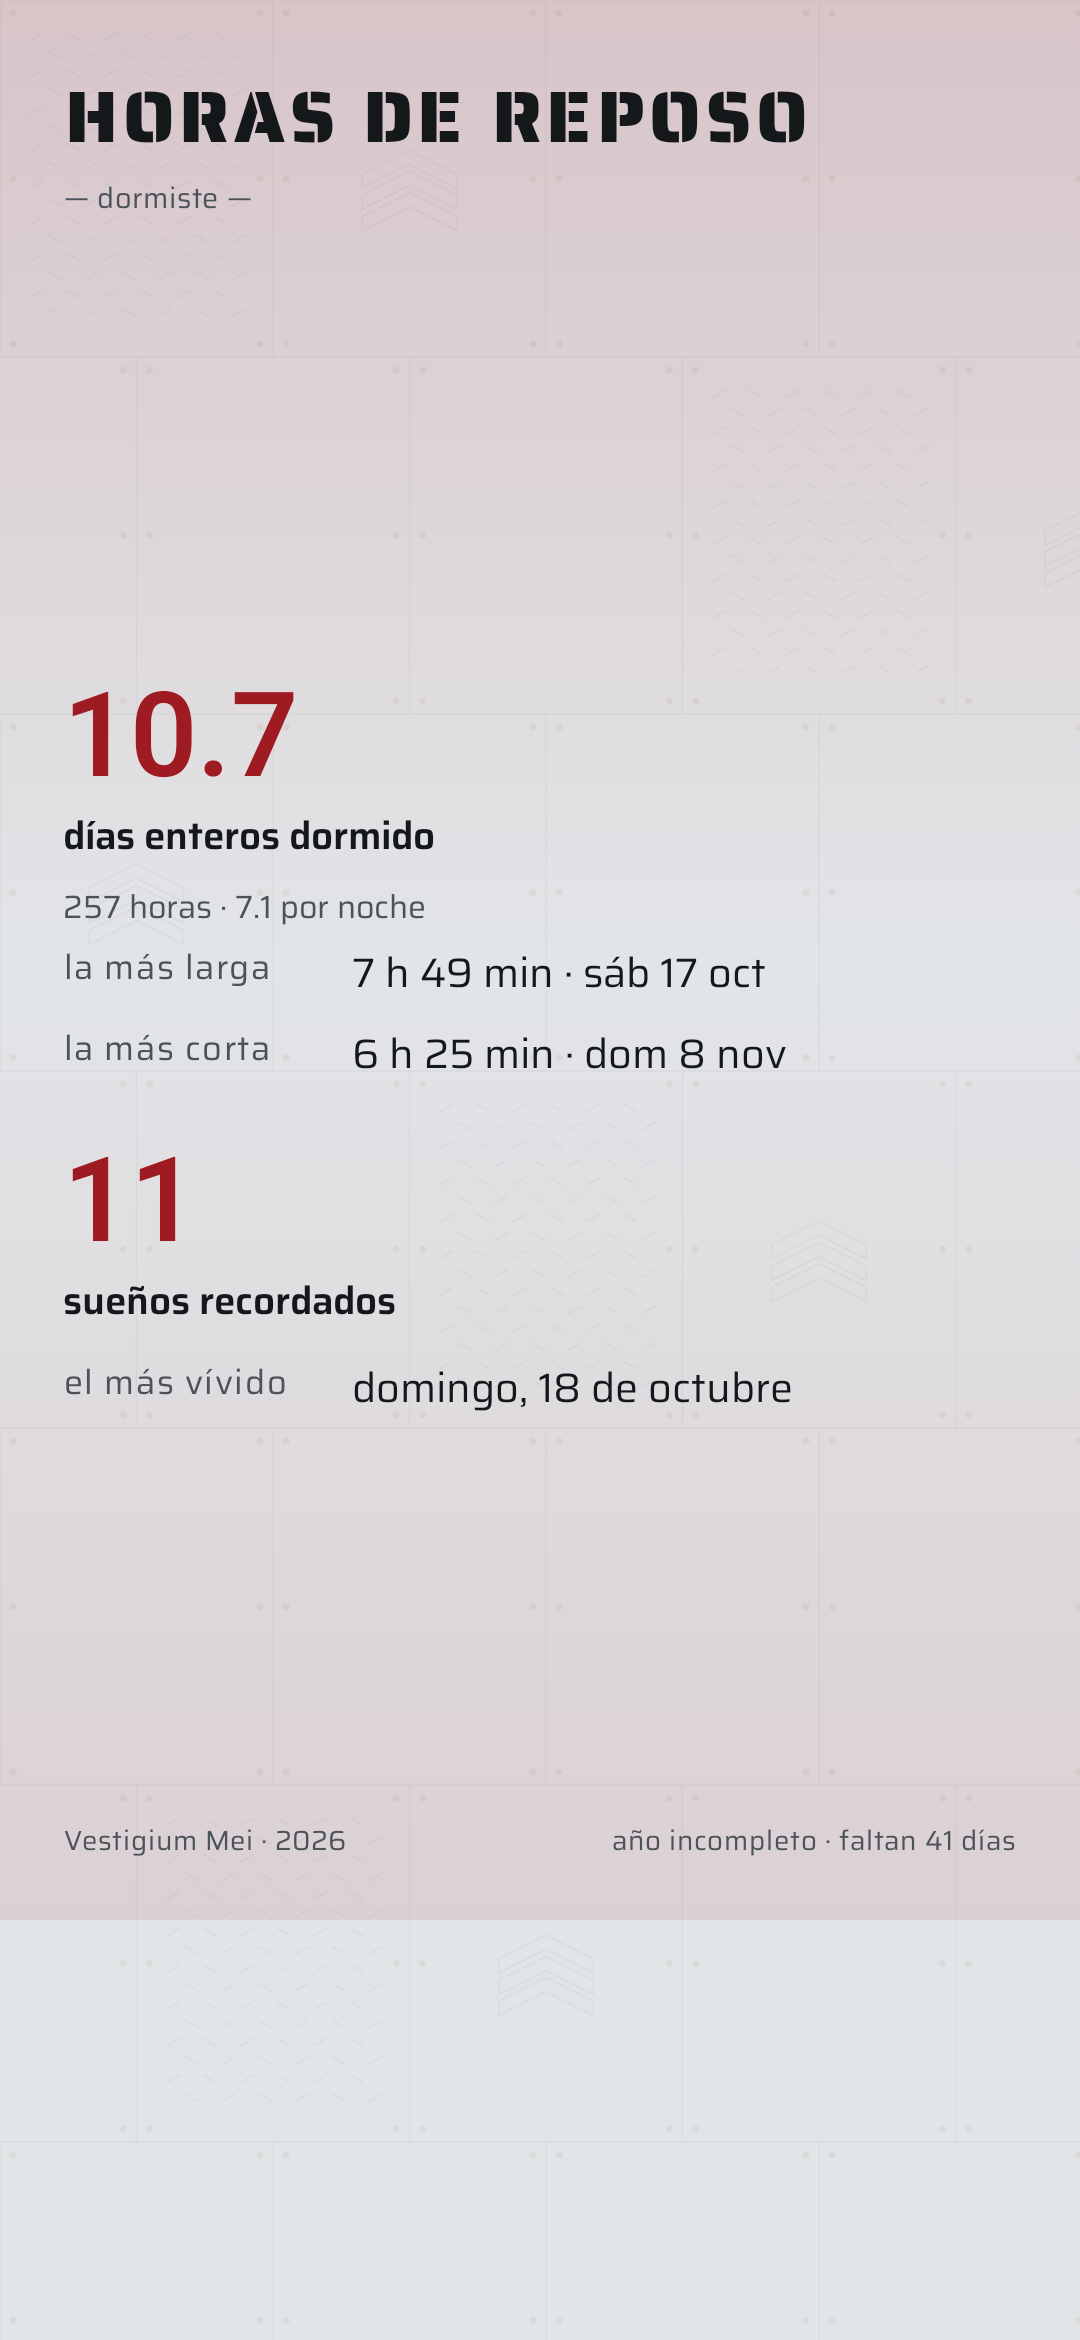 HORAS DE REPOSO
— dormiste —
10.7
días enteros dormido
257 horas · 7.1 por noche
la más larga 7 h 49 min · sáb 17 oct
la más corta 6 h 25 min · dom 8 nov
11
sueños recordados
el más vívido domingo, 18 de octubre
Vestigium Mei · 2026 año incompleto · faltan 41 días